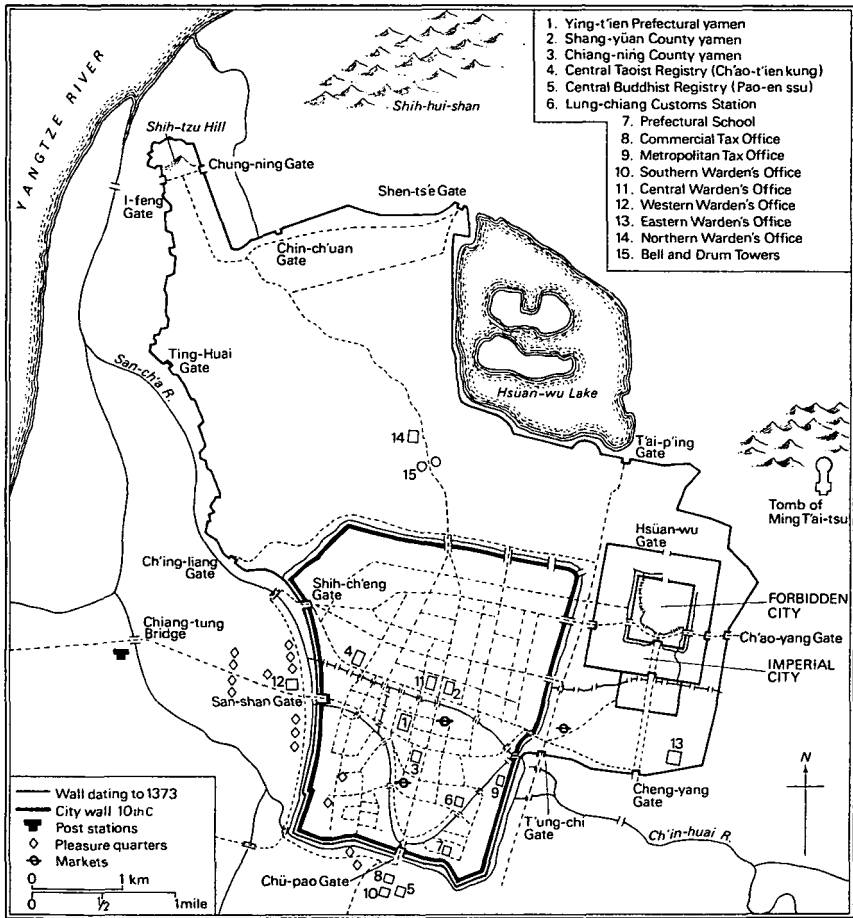 1. Ying-t'ien Prefectural yamen
2 Shang-yüan County yamen
3 Chiang-ning County yamen
4 Central Taoist Registry (Ch'ao-t'ien kung)
5 Central Buddhist Registry (Pao-en ssu)
6 Lung-chiang Customs Station
7. Prefectural School
8. Commercial Tax Office
9. Metropolitan Tax Office
10. Southern Warden's Office
11. Central Warden's Office
12. Western Warden's Office
13. Eastern Warden's Office
14. Northern Warden's Office
15. Bell and Drum Towers
YANGTZE RIVER
Shih-hui-shan
Shih-tzu Hill
Chung-ning Gate
I-feng
Gate
Shen-ts'e Gate
Chin-ch'uan
Gate
Ting-Huai
Gate
San-ch'a R.
Hsüan-wu Lake
14
15
T'ai-p'ing
Gate
Tomb of
Ming T'ai-tsu
Hsüan-wu
Gate
Ch'ing-liang
Gate
Shih-ch'eng
Gate
FORBIDDEN
CITY
Chiang-tung
Bridge
Ch'ao-yang Gate
IMPERIAL
CITY
4
12
11
2
San-shan Gate
1
3
13
9
6
Cheng-yang
Gate
T'ung-chi
Gate
Ch'in-huai R.
7
Chü-pao Gate
8
10
5
N
Wall dating to 1373
City wall 10th C
Post stations
Pleasure quarters
Markets
0 1 km
0 1/2 1 mile